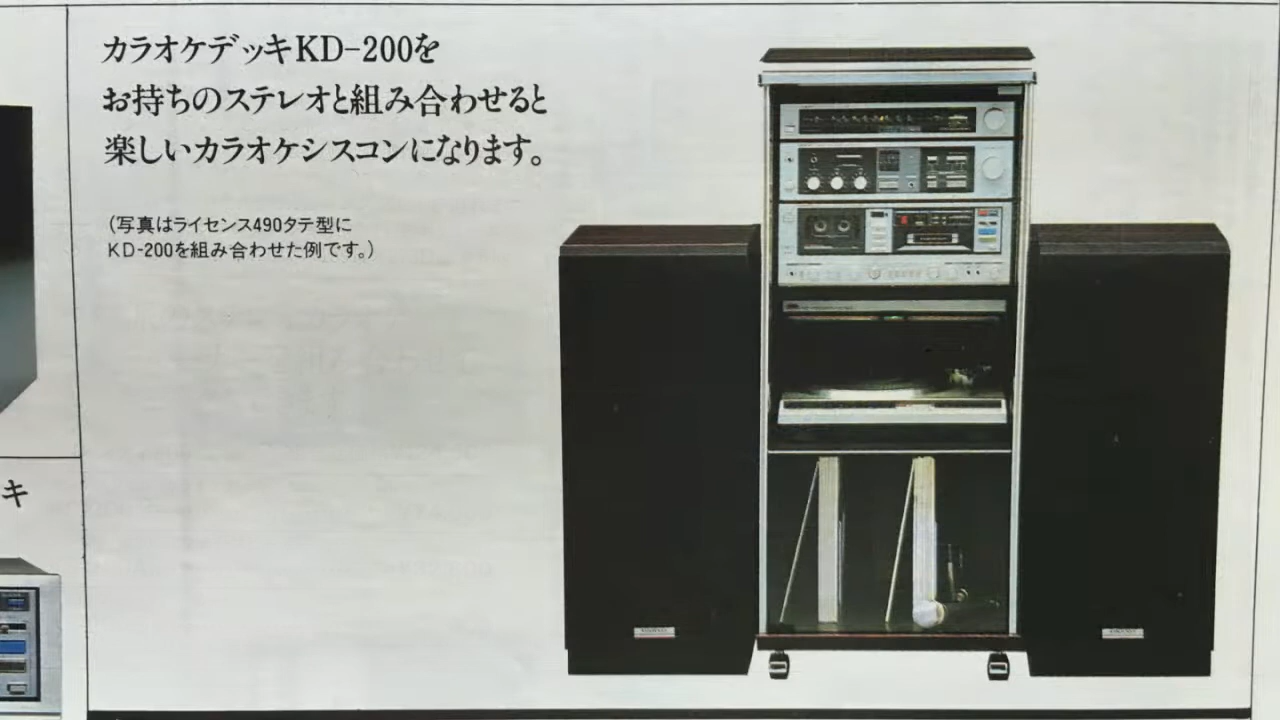 カラオケデッキKD-200を
お持ちのステレオと組み合わせると
楽しいカラオケシスコンになります。
(写真はライセンス490タテ型に
KD-200を組み合わせた例です。)
キ